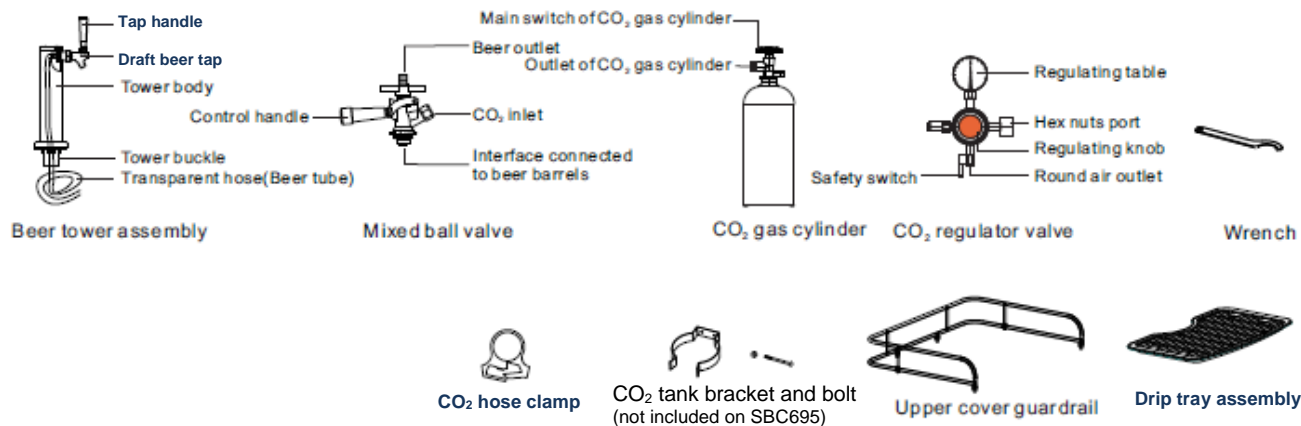 Tap handle
Draft beer tap
Tower body
Tower buckle
Transparent hose(Beer tube)
Beer tower assembly
Beer outlet
Control handle
CO₂ inlet
Interface connected
to beer barrels
Mixed ball valve
Main switch of CO₂ gas cylinder
Outlet of CO₂ gas cylinder
CO₂ gas cylinder
Regulating table
Hex nuts port
Regulating knob
Safety switch
Round air outlet
CO₂ regulator valve
Wrench
CO₂ hose clamp
CO₂ tank bracket and bolt
(not included on SBC695)
Upper cover guardrail
Drip tray assembly